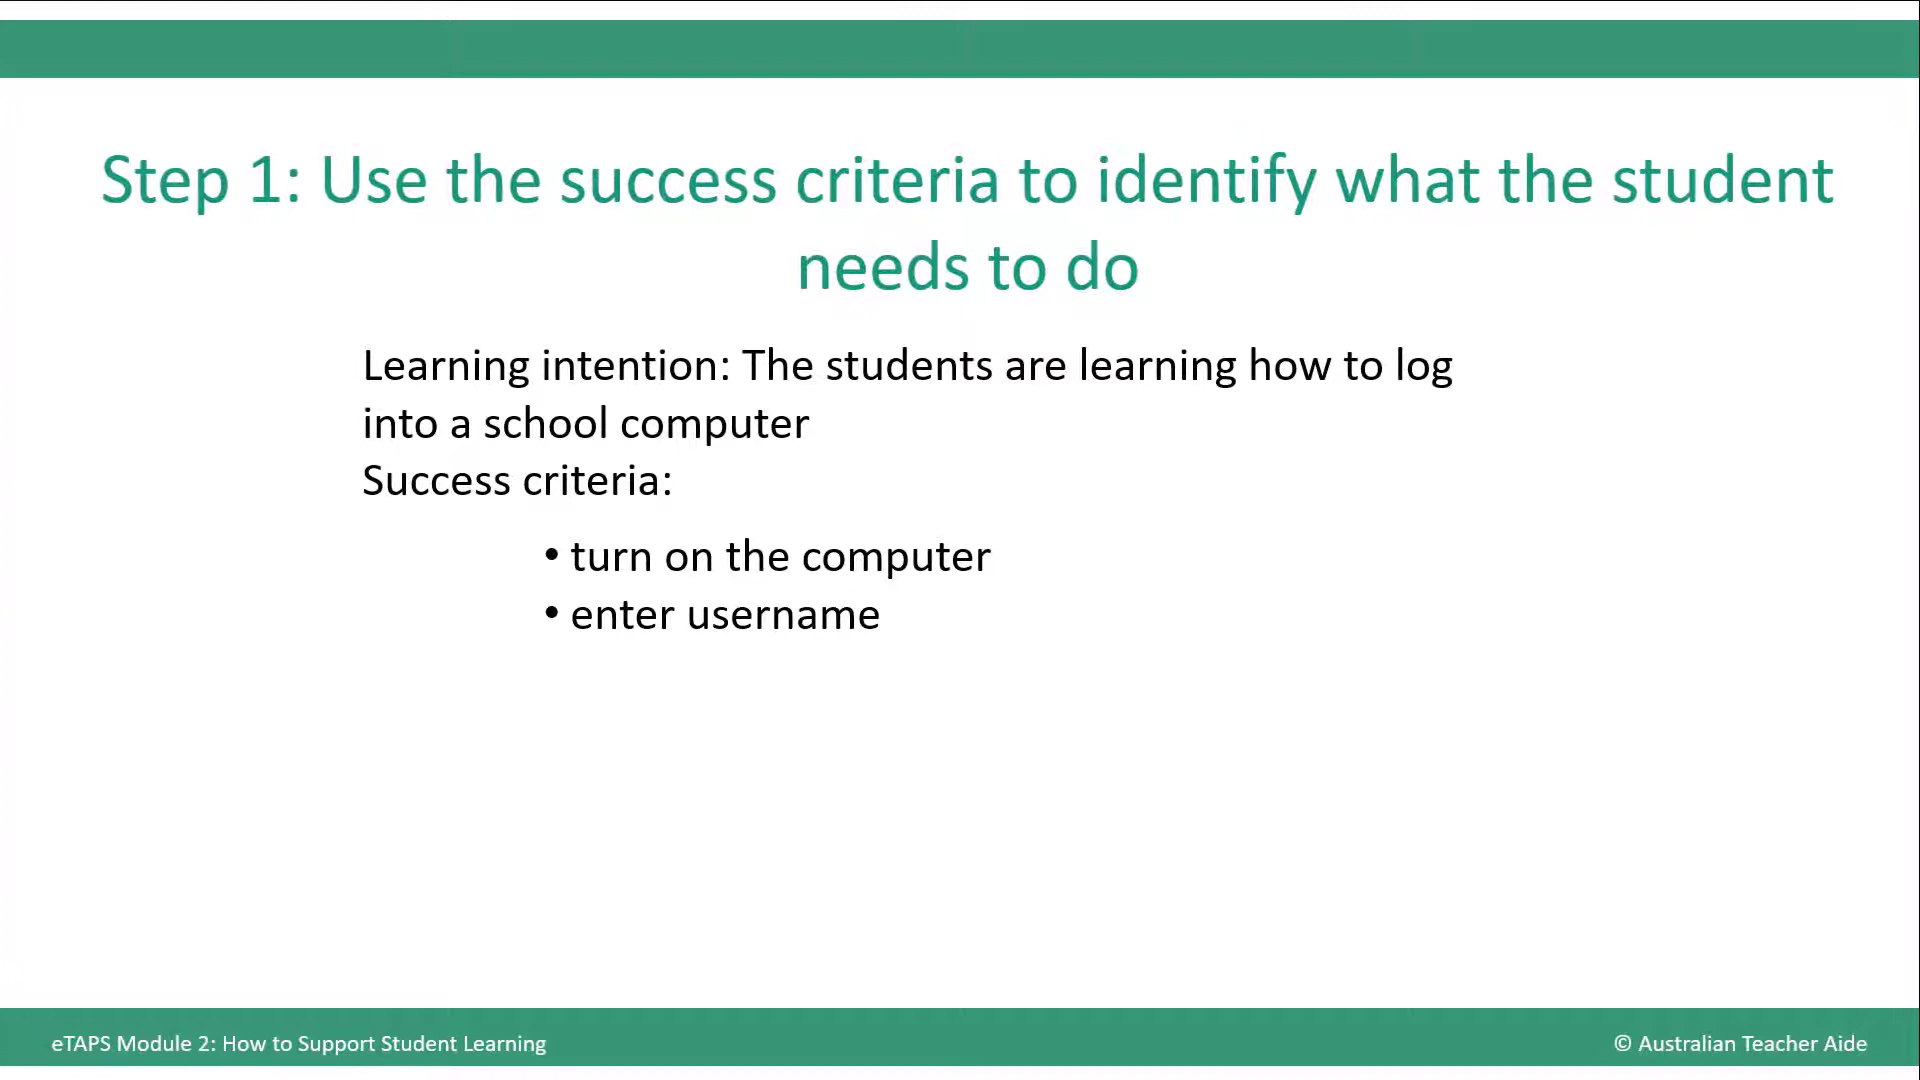 Step 1: Use the success criteria to identify what the student
needs to do
Learning intention: The students are learning how to log
into a school computer
Success criteria:
• turn on the computer
• enter username
eTAPS Module 2: How to Support Student Learning
© Australian Teacher Aide